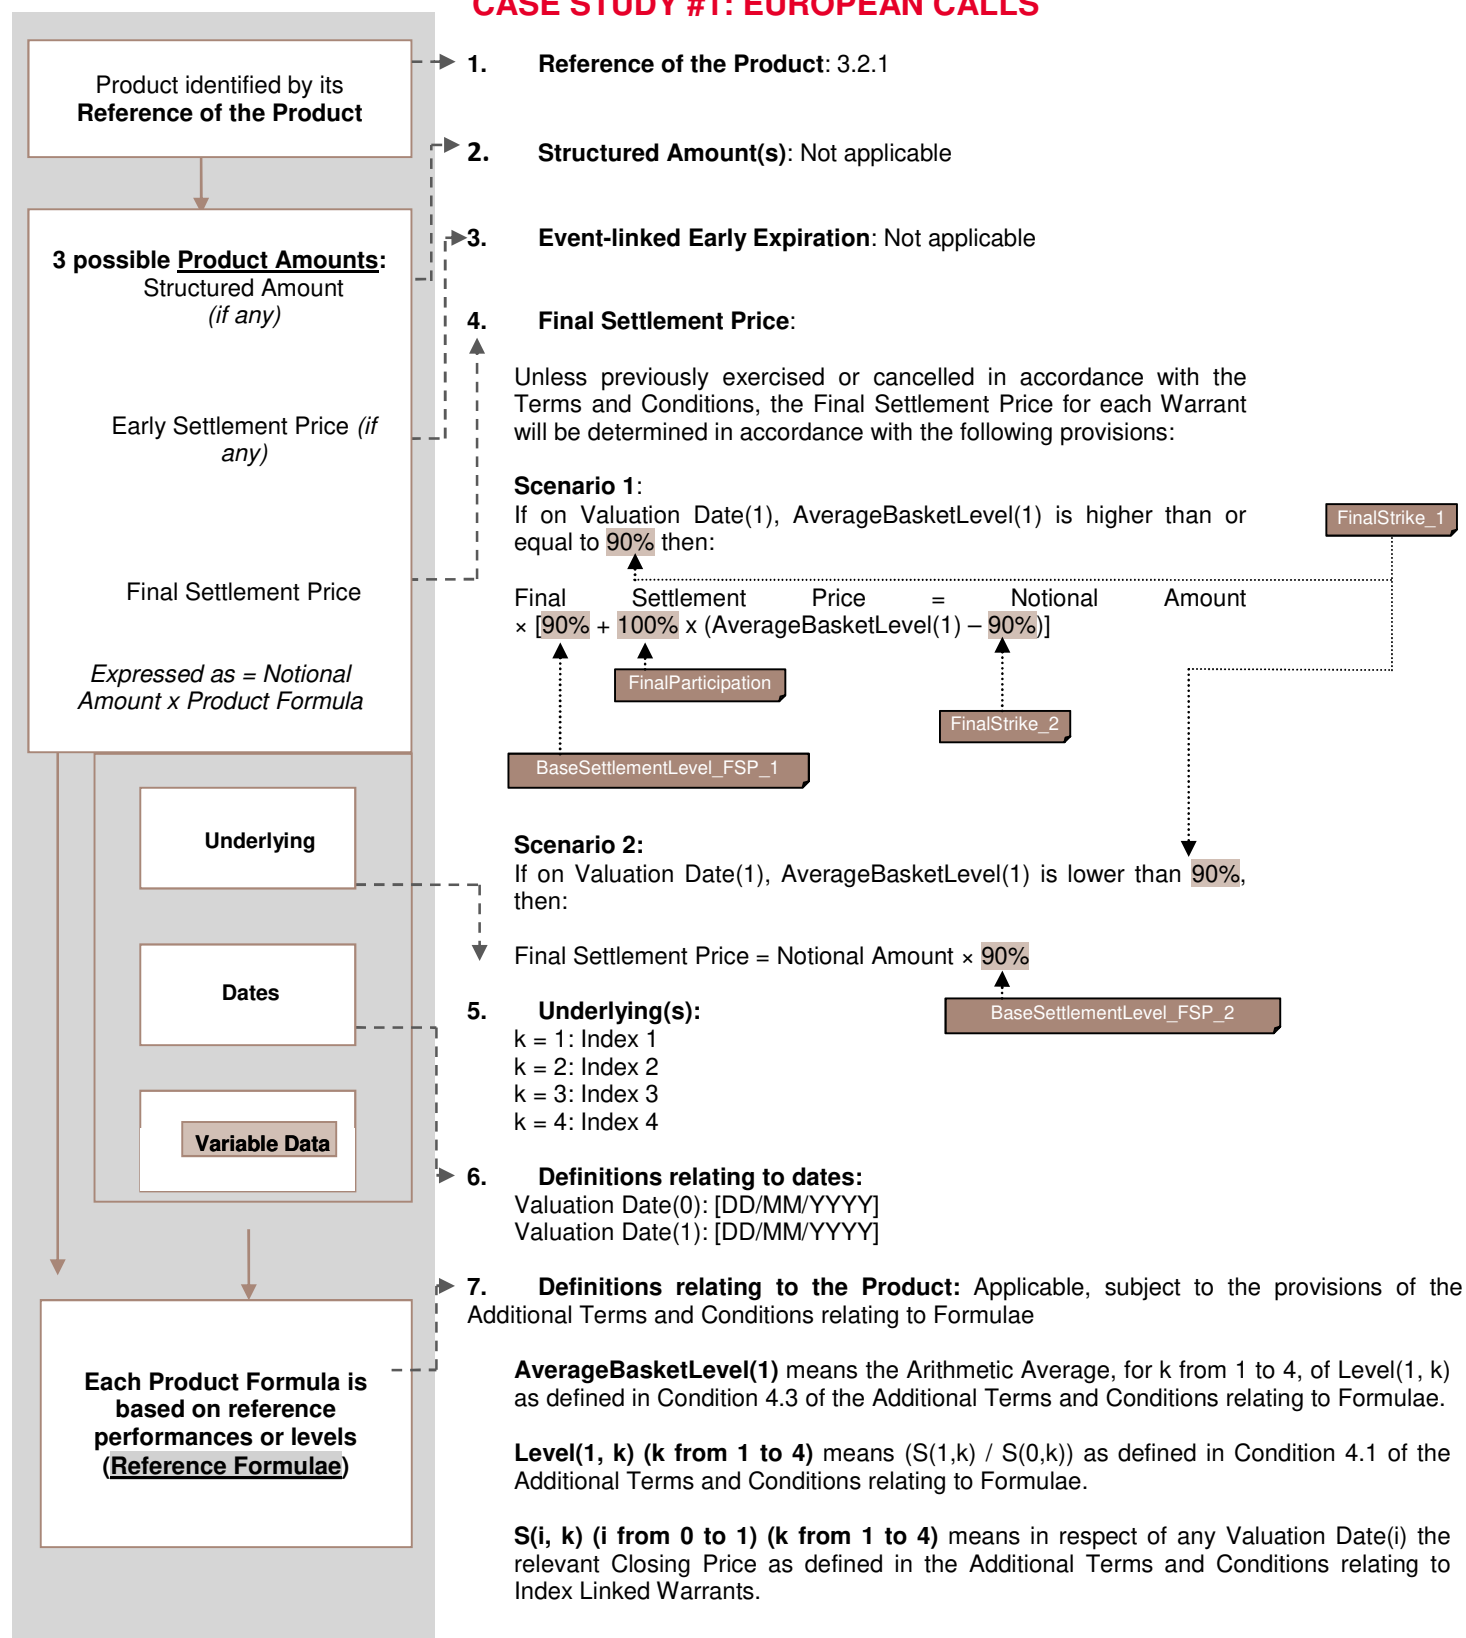 CASE STUDY #1: EUROPEAN CALLS
Product identified by its
Reference of the Product
3 possible Product Amounts:
Structured Amount
(if any)
Early Settlement Price (if
any)
Final Settlement Price
Expressed as = Notional
Amount x Product Formula
Underlying
Dates
Variable Data
Each Product Formula is
based on reference
performances or levels
(Reference Formulae)
1. Reference of the Product: 3.2.1
2. Structured Amount(s): Not applicable
3. Event-linked Early Expiration: Not applicable
4. Final Settlement Price:
Unless previously exercised or cancelled in accordance with the
Terms and Conditions, the Final Settlement Price for each Warrant
will be determined in accordance with the following provisions:
Scenario 1:
If on Valuation Date(1), AverageBasketLevel(1) is higher than or
equal to 90% then:
FinalStrike_1
Final Settlement Price = Notional Amount
× [90% + 100% x (AverageBasketLevel(1) – 90%)]
FinalParticipation
FinalStrike_2
BaseSettlementLevel_FSP_1
Scenario 2:
If on Valuation Date(1), AverageBasketLevel(1) is lower than 90%,
then:
Final Settlement Price = Notional Amount × 90%
BaseSettlementLevel_FSP_2
5. Underlying(s):
k = 1: Index 1
k = 2: Index 2
k = 3: Index 3
k = 4: Index 4
6. Definitions relating to dates:
Valuation Date(0): [DD/MM/YYYY]
Valuation Date(1): [DD/MM/YYYY]
7. Definitions relating to the Product: Applicable, subject to the provisions of the
Additional Terms and Conditions relating to Formulae
AverageBasketLevel(1) means the Arithmetic Average, for k from 1 to 4, of Level(1, k)
as defined in Condition 4.3 of the Additional Terms and Conditions relating to Formulae.
Level(1, k) (k from 1 to 4) means (S(1,k) / S(0,k)) as defined in Condition 4.1 of the
Additional Terms and Conditions relating to Formulae.
S(i, k) (i from 0 to 1) (k from 1 to 4) means in respect of any Valuation Date(i) the
relevant Closing Price as defined in the Additional Terms and Conditions relating to
Index Linked Warrants.